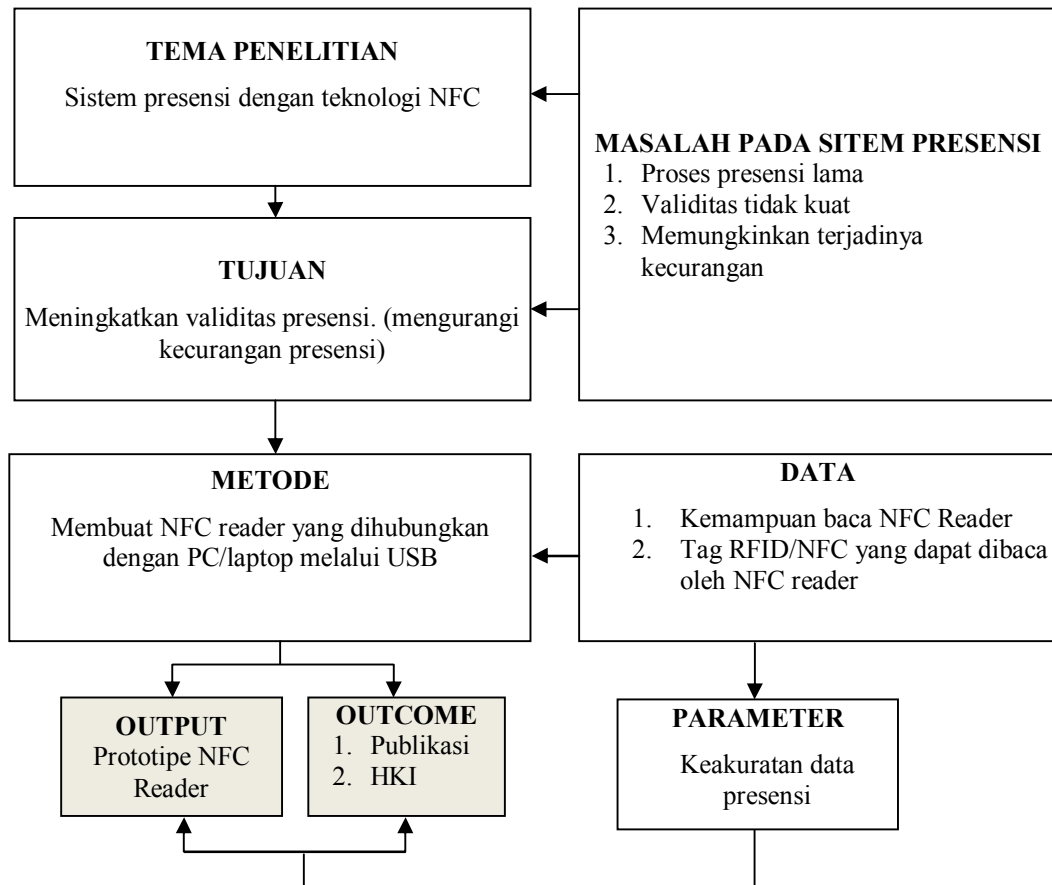 TEMA PENELITIAN
Sistem presensi dengan teknologi NFC
MASALAH PADA SITEM PRESENSI
1. Proses presensi lama
2. Validitas tidak kuat
3. Memungkinkan terjadinya
kecurangan
TUJUAN
Meningkatkan validitas presensi. (mengurangi
kecurangan presensi)
METODE
Membuat NFC reader yang dihubungkan
dengan PC/laptop melalui USB
DATA
1. Kemampuan baca NFC Reader
2. Tag RFID/NFC yang dapat dibaca
oleh NFC reader
OUTPUT
Prototipe NFC
Reader
OUTCOME
1. Publikasi
2. HKI
PARAMETER
Keakuratan data
presensi